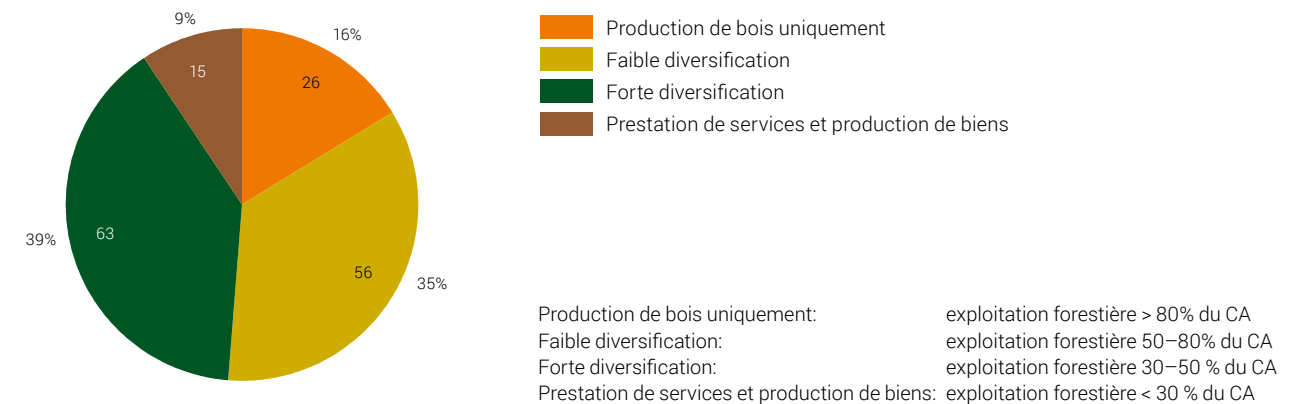 9%
16%
15
26
63
39%
56
35%
Production de bois uniquement
Faible diversification
Forte diversification
Prestation de services et production de biens
Production de bois uniquement: exploitation forestière > 80% du CA
Faible diversification: exploitation forestière 50–80% du CA
Forte diversification: exploitation forestière 30–50 % du CA
Prestation de services et production de biens: exploitation forestière < 30 % du CA